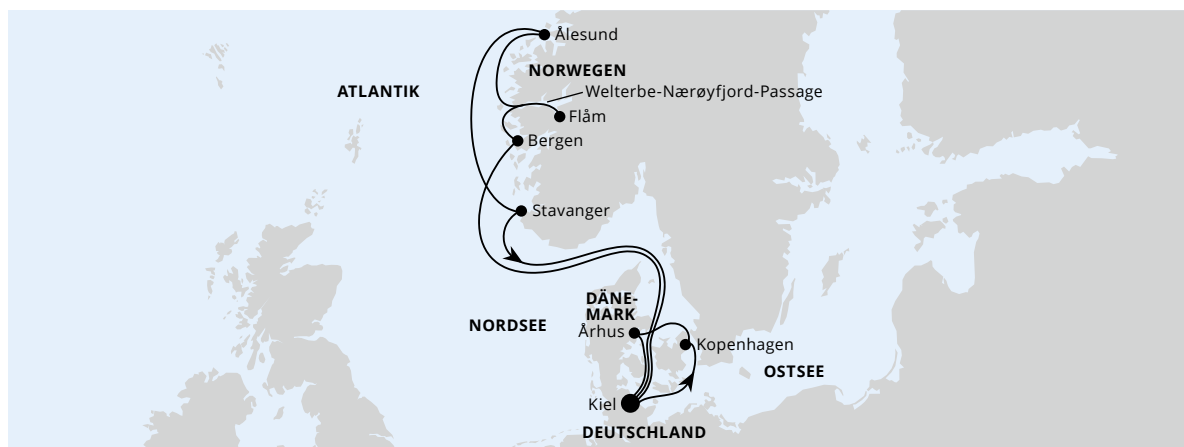 Ålesund
NORWEGEN
ATLANTIK
Welterbe-Nærøyfjord-Passage
Flåm
Bergen
Stavanger
DÄNE-
MARK
NORDSEE
Århus
Kopenhagen
OSTSEE
Kiel
DEUTSCHLAND